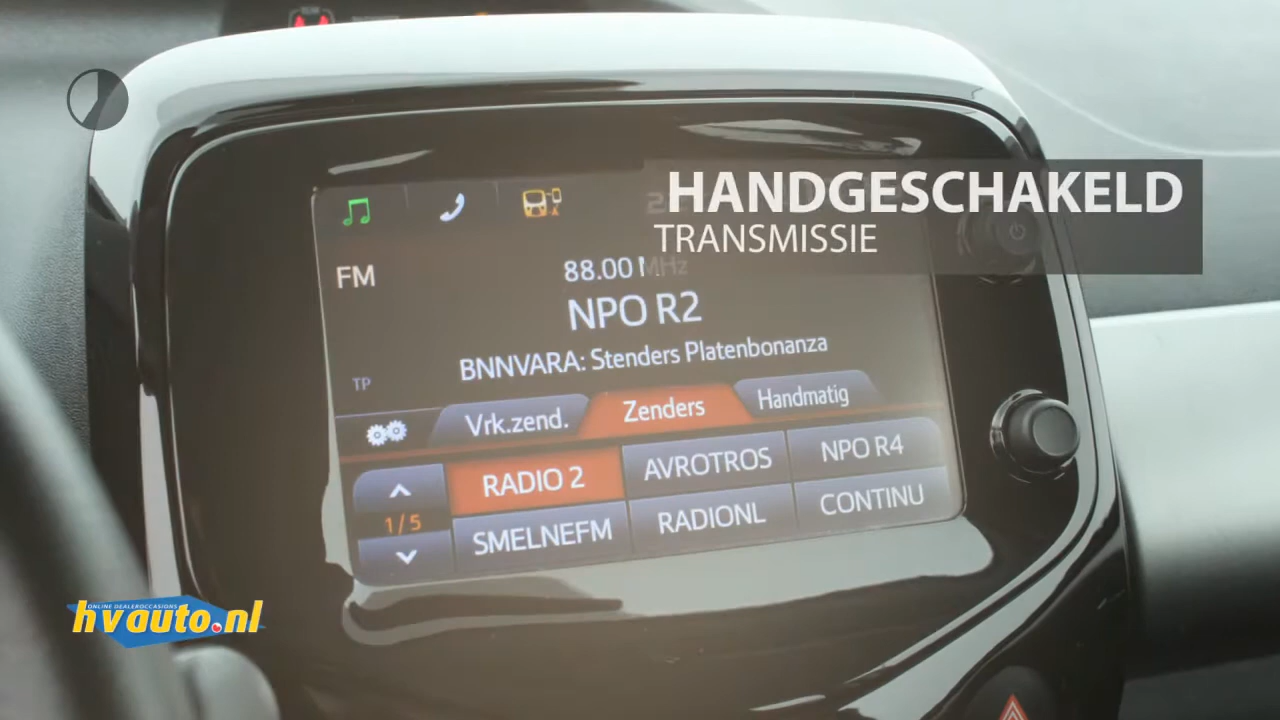 HANDGESCHAKELD
TRANSMISSIE
FM
88.00 MHz
NPO R2
BNNVARA: Stenders Platenbonanza
TP
Vrk.zend.
Zenders
Handmatig
RADIO 2
AVROTROS
NPO R4
1/5
SMELNEFM
RADIONL
CONTINU
ONLINE DEALEROCCASIONS
hvauto.nl